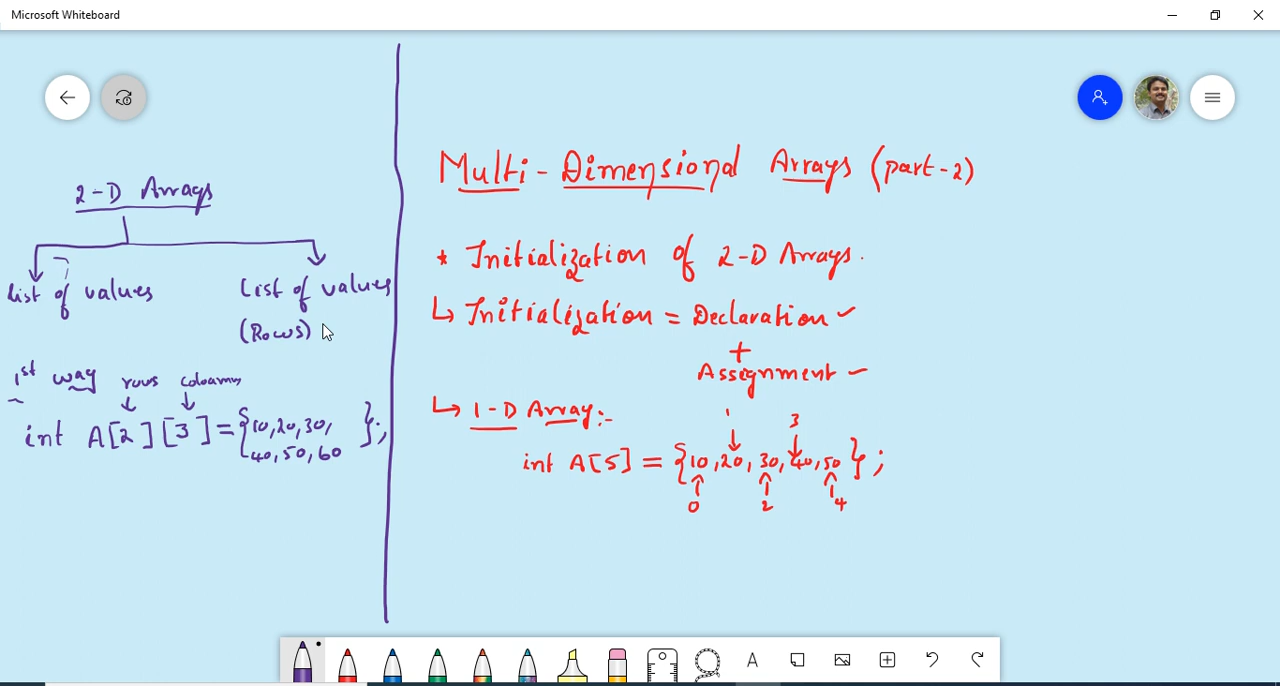 Microsoft Whiteboard
2-D Arrays
List of values
List of values
(Rows)
1st way rows coloumns
int A[2][3] = {10,20,30,
40,50,60 };
Multi-Dimensional Arrays (part-2)
* Initialization of 2-D Arrays.
↳ Initialization = Declaration ✓
+
Assignment ✓
↳ 1-D Array:-
1 3
int A[5] = {10,20,30,40,50};
0 2 4
A